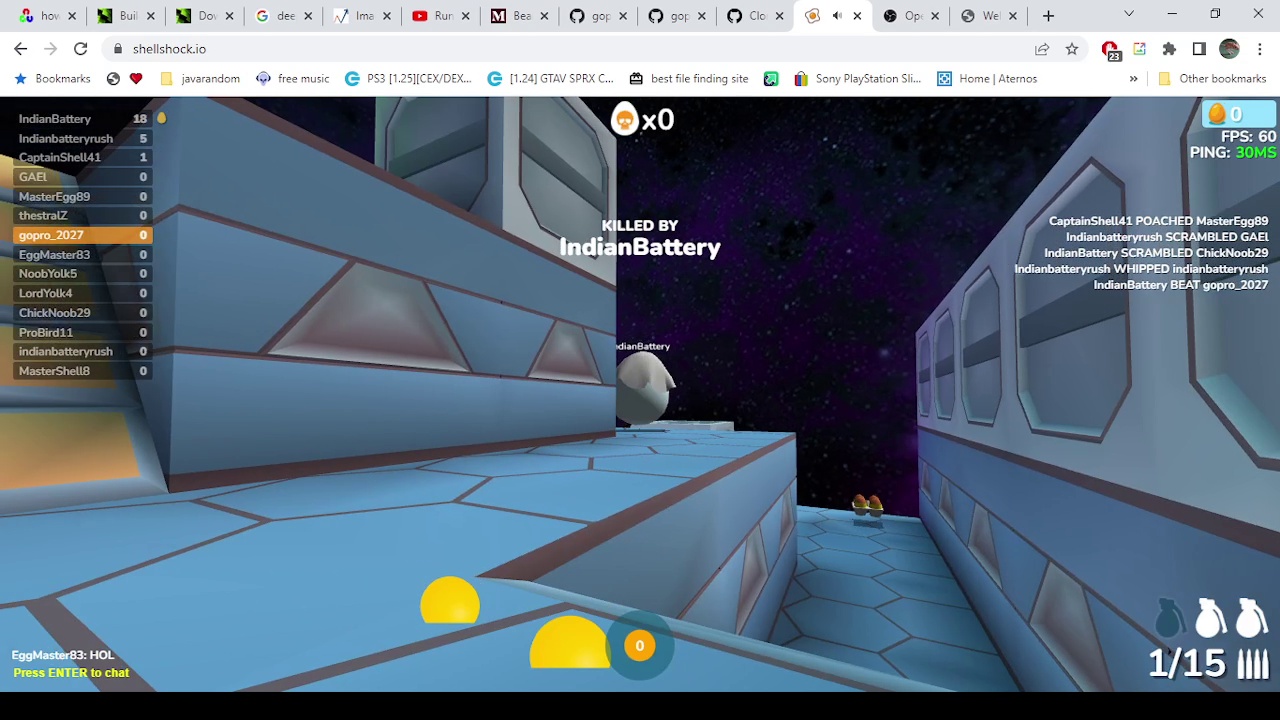 how
Buil
Dov
dee
Ima
Run
Bea
gop
gop
Clo
Ope
Wel
shellshock.io
23
Bookmarks
javarandom
free music
PS3 [1.25][CEX/DEX...
[1.24] GTAV SPRX C...
best file finding site
Sony PlayStation Sli...
Home | Aternos
»
Other bookmarks
IndianBattery 18
Indianbatteryrush 5
CaptainShell41 1
GAEl 0
MasterEgg89 0
thestralZ 0
gopro_2027 0
EggMaster83 0
NoobYolk5 0
LordYolk4 0
ChickNoob29 0
ProBird11 0
indianbatteryrush 0
MasterShell8 0
x0
0
FPS: 60
PING: 30MS
KILLED BY
IndianBattery
CaptainShell41 POACHED MasterEgg89
Indianbatteryrush SCRAMBLED GAEl
IndianBattery SCRAMBLED ChickNoob29
Indianbatteryrush WHIPPED indianbatteryrush
IndianBattery BEAT gopro_2027
ndianBattery
0
EggMaster83: HOL
Press ENTER to chat
1/15